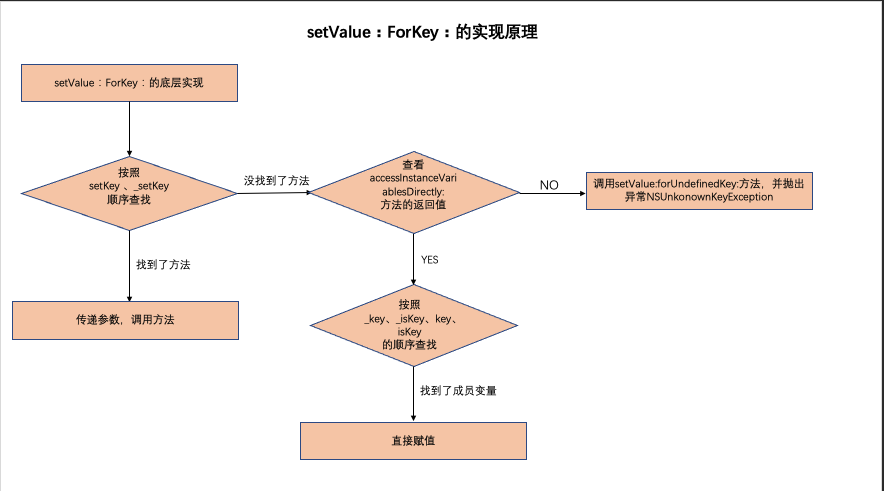 setValue：ForKey：的实现原理
setValue：ForKey：的底层实现
按照
setKey 、_setKey
顺序查找
没找到了方法
查看
accessInstanceVari
ablesDirectly:
方法的返回值
NO
调用setValue:forUndefinedKey:方法，并抛出
异常NSUnkonownKeyException
找到了方法
YES
传递参数，调用方法
按照
_key、_isKey、key、
isKey
的顺序查找
找到了成员变量
直接赋值